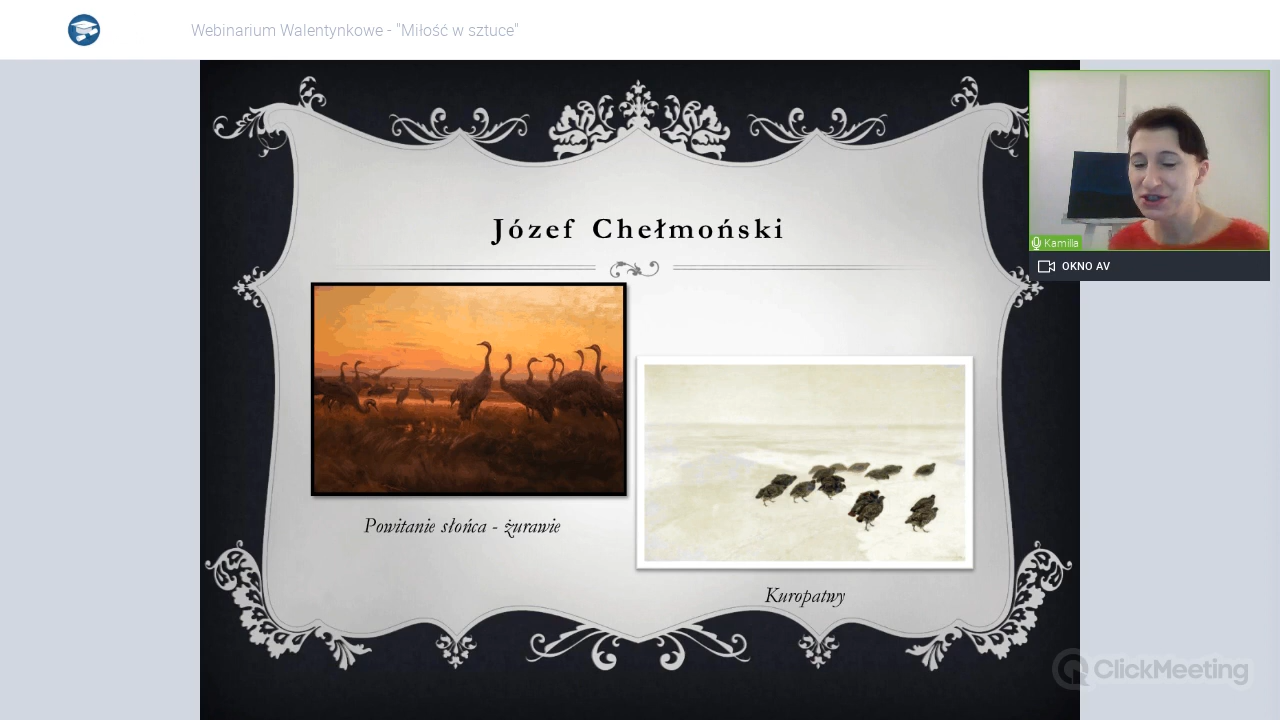 Webinarium Walentynkowe - "Miłość w sztuce"
Józef Chełmoński
Kamilla
OKNO AV
Powitanie słońca - żurawie
Kuropatwy
ClickMeeting